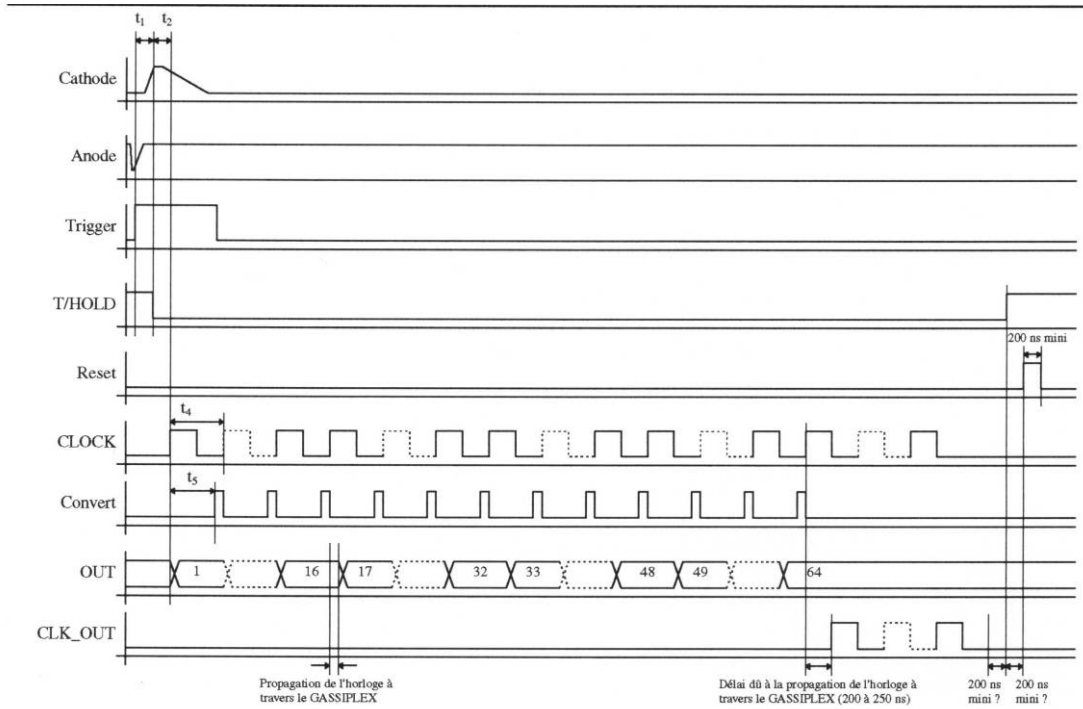 t1 t2
Cathode
Anode
Trigger
T/HOLD
200 ns mini
Reset
t4
CLOCK
t5
Convert
OUT 1 16 17 32 33 48 49 64
CLK_OUT
Propagation de l'horloge à
travers le GASSIPLEX
Délai dû à la propagation de l'horloge à
travers le GASSIPLEX (200 à 250 ns)
200 ns
mini ?
200 ns
mini ?